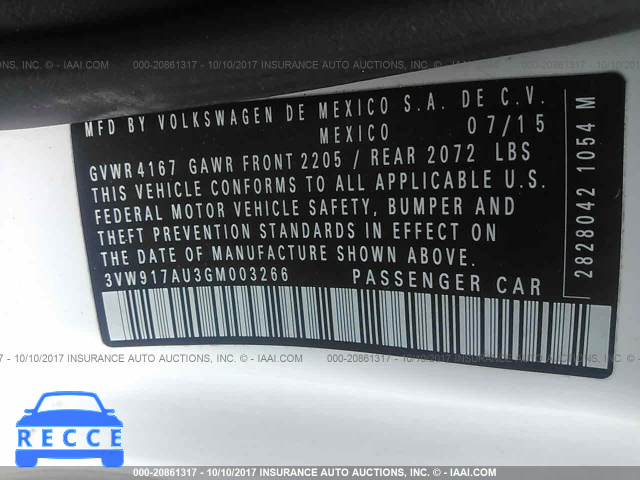 000-20861317 - 10/10/2017 INSURANCE AUTO AUCTIONS, INC. - © IAAI.COM
MFD BY VOLKSWAGEN DE MEXICO S.A. DE C.V.
MEXICO 07/15
GVWR 4167 GAWR FRONT 2205 / REAR 2072 LBS
THIS VEHICLE CONFORMS TO ALL APPLICABLE U.S.
FEDERAL MOTOR VEHICLE SAFETY, BUMPER AND
THEFT PREVENTION STANDARDS IN EFFECT ON
THE DATE OF MANUFACTURE SHOWN ABOVE.
3VW917AU3GM003266 PASSENGER CAR
2828042 1054 M
000-20861317 - 10/10/2017 INSURANCE AUTO AUCTIONS, INC. - © IAAI.COM
RECCE
000-20861317 - 10/10/2017 INSURANCE AUTO AUCTIONS, INC. - © IAAI.COM